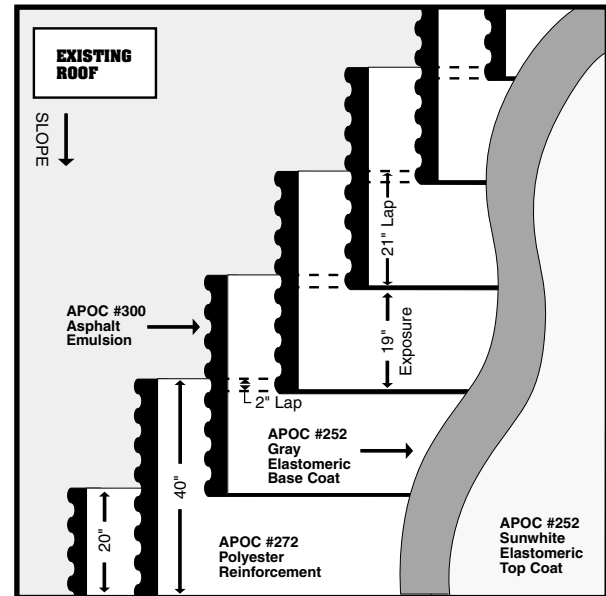 EXISTING
ROOF
SLOPE
21" Lap
APOC #300
Asphalt
Emulsion
19"
Exposure
2" Lap
APOC #252
Gray
Elastomeric
Base Coat
40"
20"
APOC #272
Polyester
Reinforcement
APOC #252
Sunwhite
Elastomeric
Top Coat